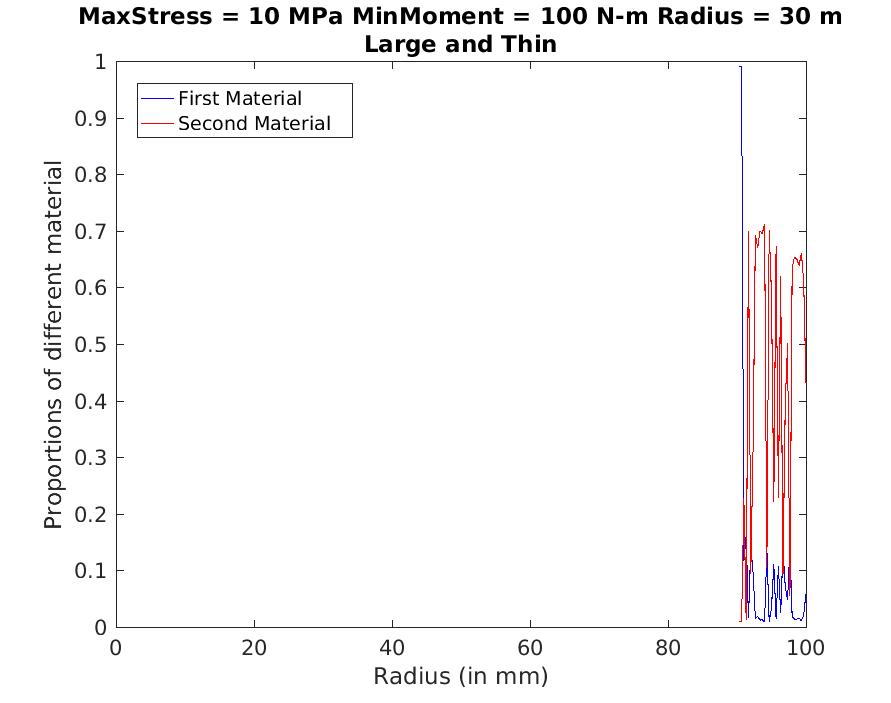 MaxStress = 10 MPa MinMoment = 100 N-m Radius = 30 m
Large and Thin
1
First Material
Second Material
0.9
0.8
0.7
0.6
0.5
0.4
0.3
0.2
0.1
0
Proportions of different material
0 20 40 60 80 100
Radius (in mm)